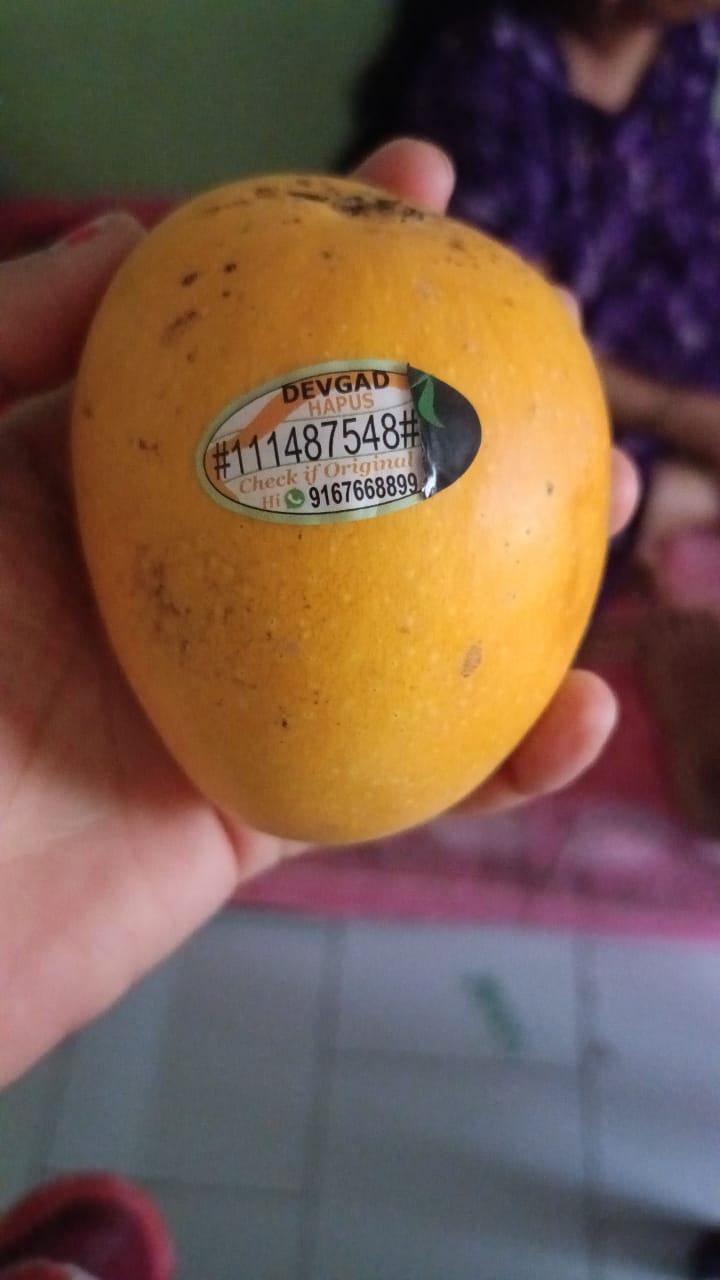 DEVGAD
HAPUS
#111487548#
Check if Original
Hi 9167668899